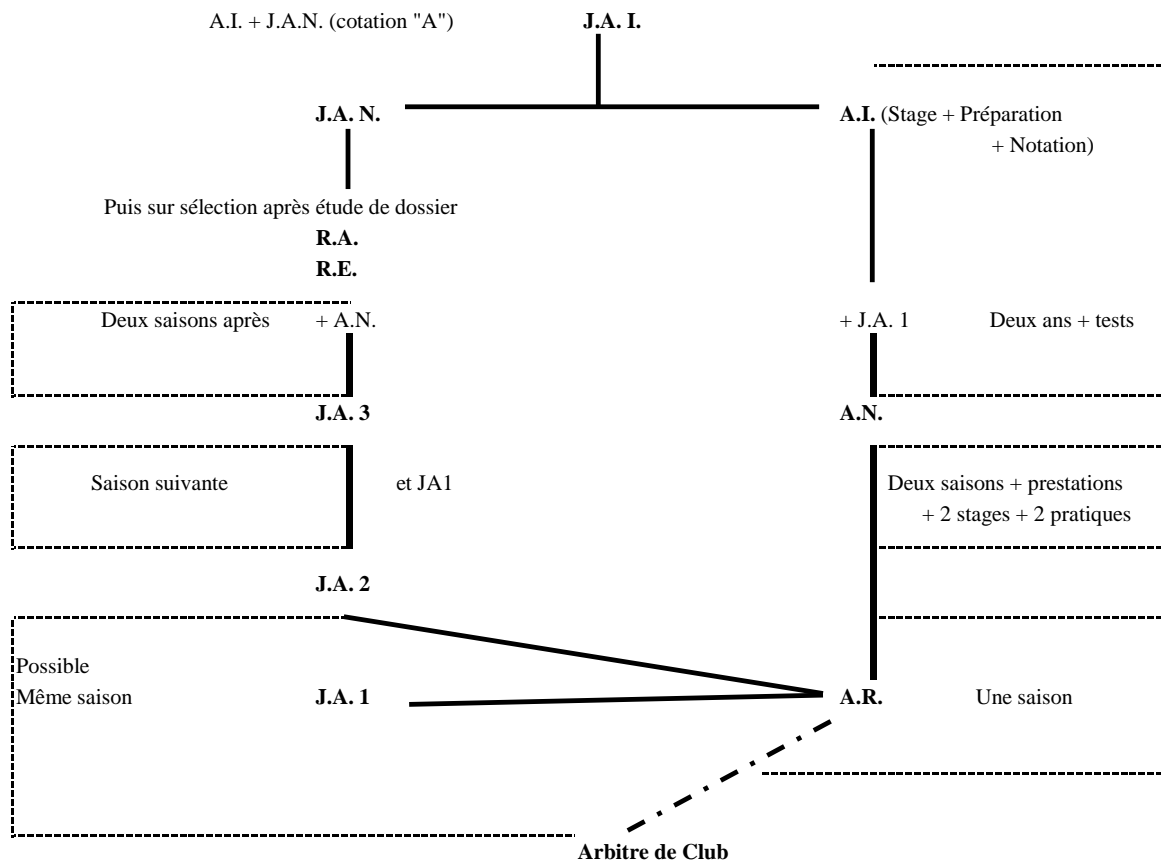 A.I. + J.A.N. (cotation "A") J.A. I.
J.A. N. A.I. (Stage + Préparation
+ Notation)
Puis sur sélection après étude de dossier
R.A.
R.E.
Deux saisons après + A.N. + J.A. 1 Deux ans + tests
J.A. 3 A.N.
Saison suivante et JA1 Deux saisons + prestations
+ 2 stages + 2 pratiques
J.A. 2
Possible
Même saison J.A. 1 A.R. Une saison
Arbitre de Club